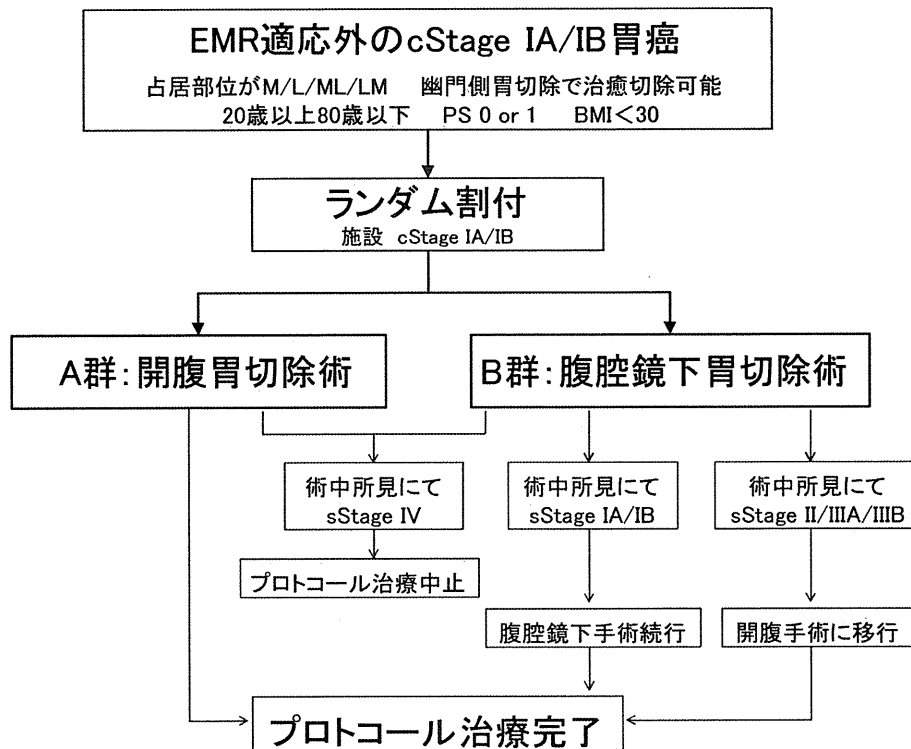 EMR適応外のcStage IA/IB胃癌
占居部位がM/L/ML/LM 幽門側胃切除で治癒切除可能
20歳以上80歳以下 PS 0 or 1 BMI<30
ランダム割付
施設 cStage IA/IB
A群:開腹胃切除術
B群:腹腔鏡下胃切除術
術中所見にて
sStage IV
術中所見にて
sStage IA/IB
術中所見にて
sStage II/IIIA/IIIB
プロトコール治療中止
腹腔鏡下手術続行
開腹手術に移行
プロトコール治療完了